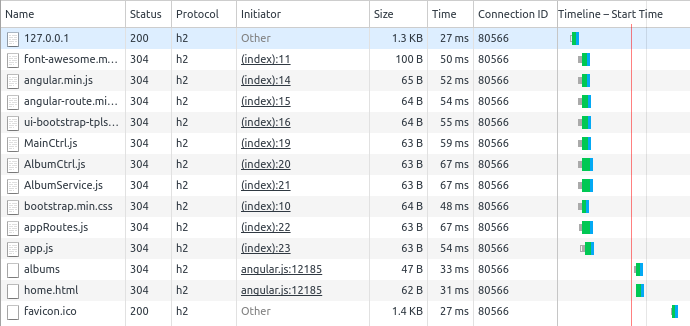 Name Status Protocol Initiator Size Time Connection ID Timeline – Start Time
127.0.0.1 200 h2 Other 1.3 KB 27 ms 80566
font-awesome.m... 304 h2 (index):11 100 B 50 ms 80566
angular.min.js 304 h2 (index):14 65 B 52 ms 80566
angular-route.mi... 304 h2 (index):15 64 B 54 ms 80566
ui-bootstrap-tpls... 304 h2 (index):16 64 B 55 ms 80566
MainCtrl.js 304 h2 (index):19 63 B 59 ms 80566
AlbumCtrl.js 304 h2 (index):20 63 B 67 ms 80566
AlbumService.js 304 h2 (index):21 63 B 67 ms 80566
bootstrap.min.css 304 h2 (index):10 64 B 48 ms 80566
appRoutes.js 304 h2 (index):22 63 B 67 ms 80566
app.js 304 h2 (index):23 63 B 54 ms 80566
albums 304 h2 angular.js:12185 47 B 33 ms 80566
home.html 304 h2 angular.js:12185 62 B 31 ms 80566
favicon.ico 200 h2 Other 1.4 KB 27 ms 80566